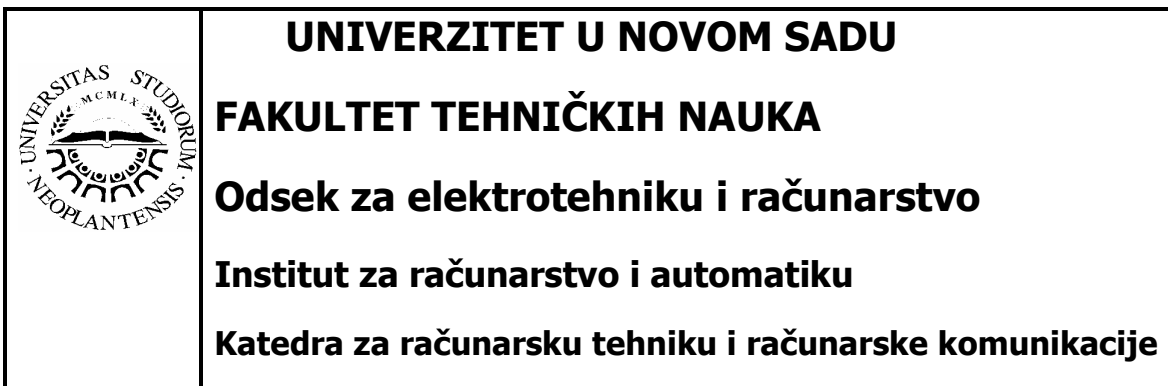 UNIVERZITET U NOVOM SADU
FAKULTET TEHNIČKIH NAUKA
Odsek za elektrotehniku i računarstvo
Institut za računarstvo i automatiku
Katedra za računarsku tehniku i računarske komunikacije
UNIVERSITAS STUDIORUM
NEOPLANTENSIS
MCMLX